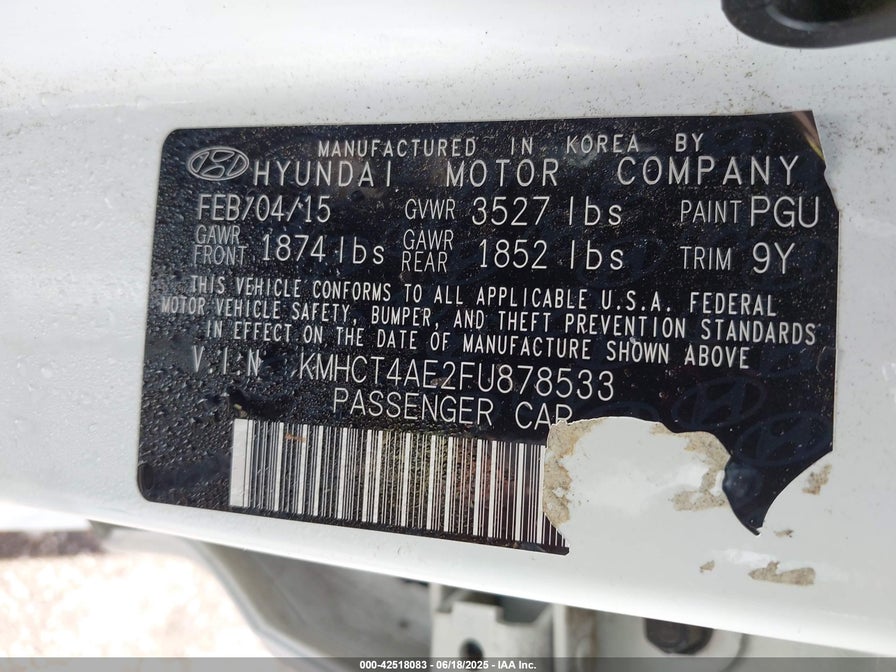 MANUFACTURED IN KOREA BY
HYUNDAI MOTOR COMPANY
FEB/04/15 GVWR 3527 lbs PAINT PGU
GAWR FRONT 1874 lbs GAWR REAR 1852 lbs TRIM 9Y
THIS VEHICLE CONFORMS TO ALL APPLICABLE U.S.A. FEDERAL
MOTOR VEHICLE SAFETY, BUMPER, AND THEFT PREVENTION STANDARDS
IN EFFECT ON THE DATE OF MANUFACTURE SHOWN ABOVE
V.I.N KMHCT4AE2FU878533
PASSENGER CAR
000-42518083 - 06/18/2025 - IAA Inc.